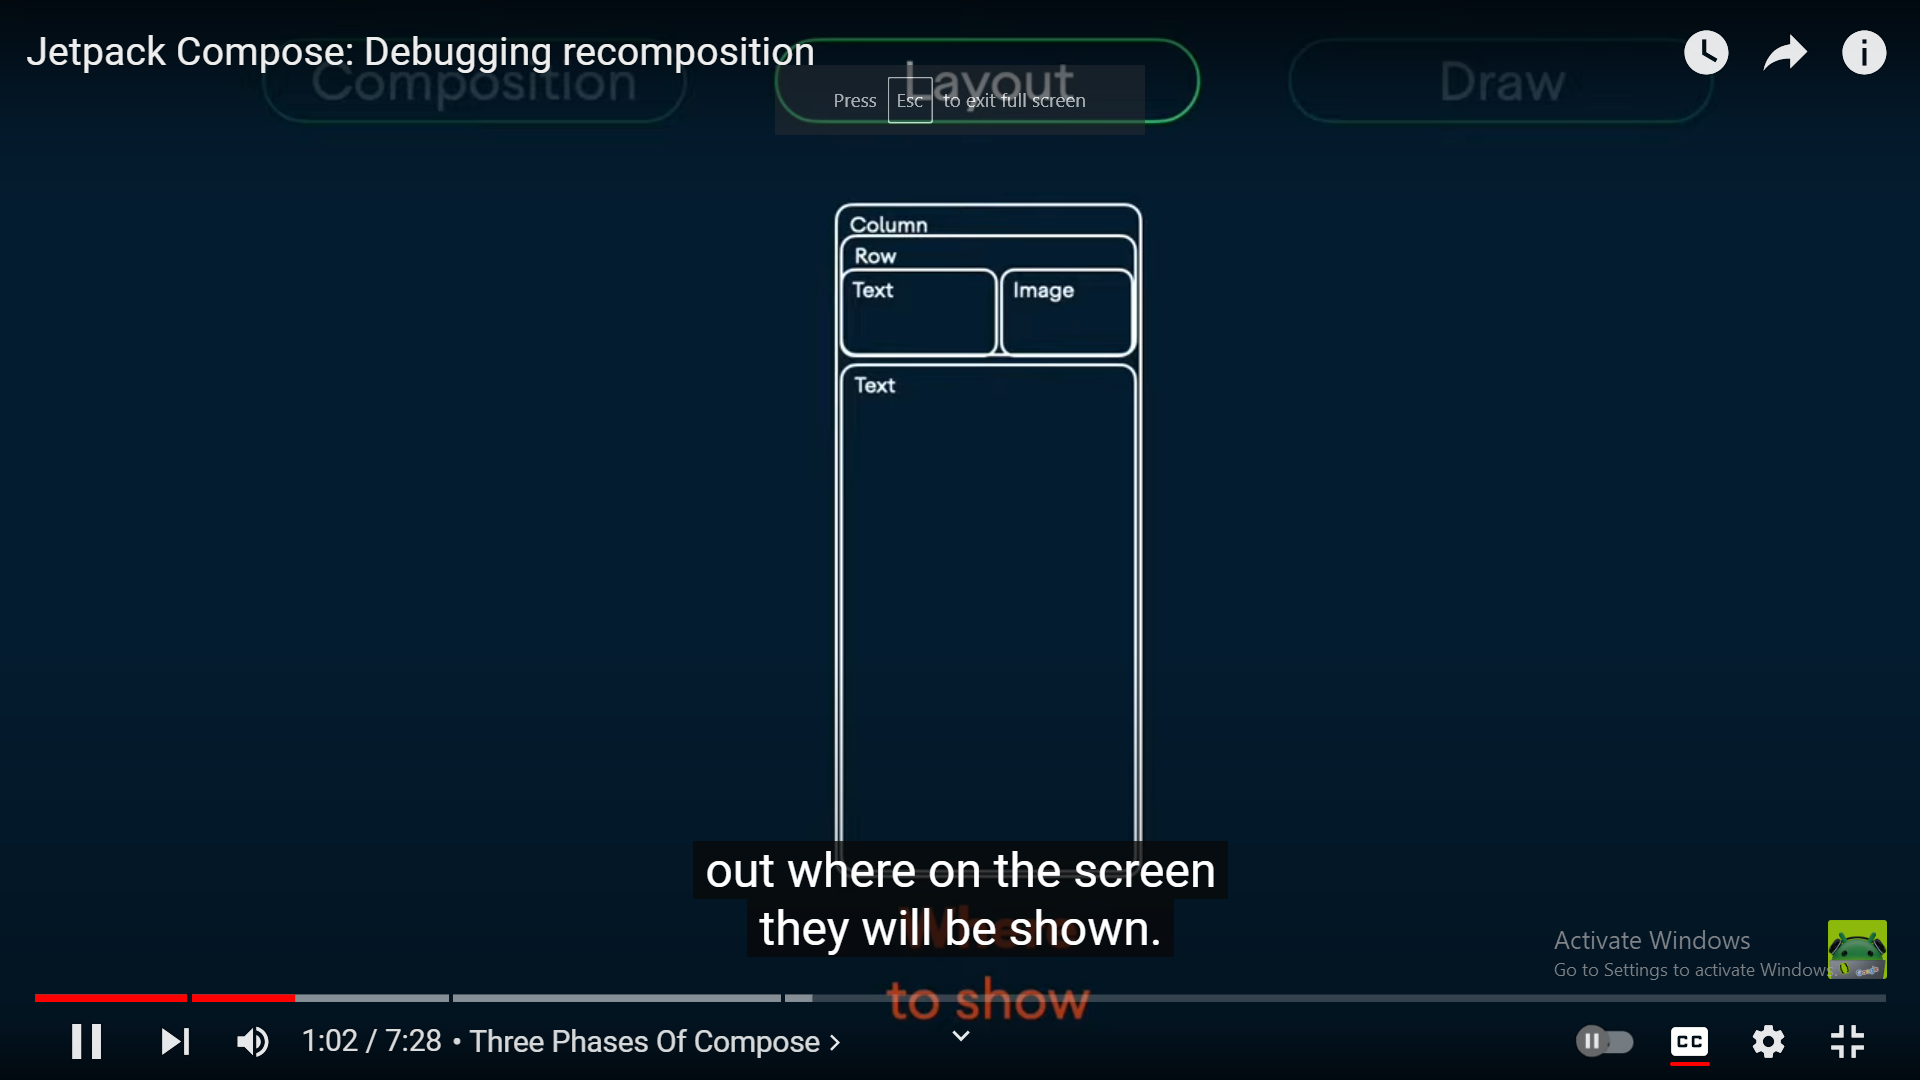 Jetpack Compose: Debugging recomposition
Composition
Layout
Draw
Press Esc to exit full screen
Column
Row
Text
Image
Text
out where on the screen
they will be shown.
to show
Activate Windows
Go to Settings to activate Windows.
1:02 / 7:28 • Three Phases Of Compose
CC